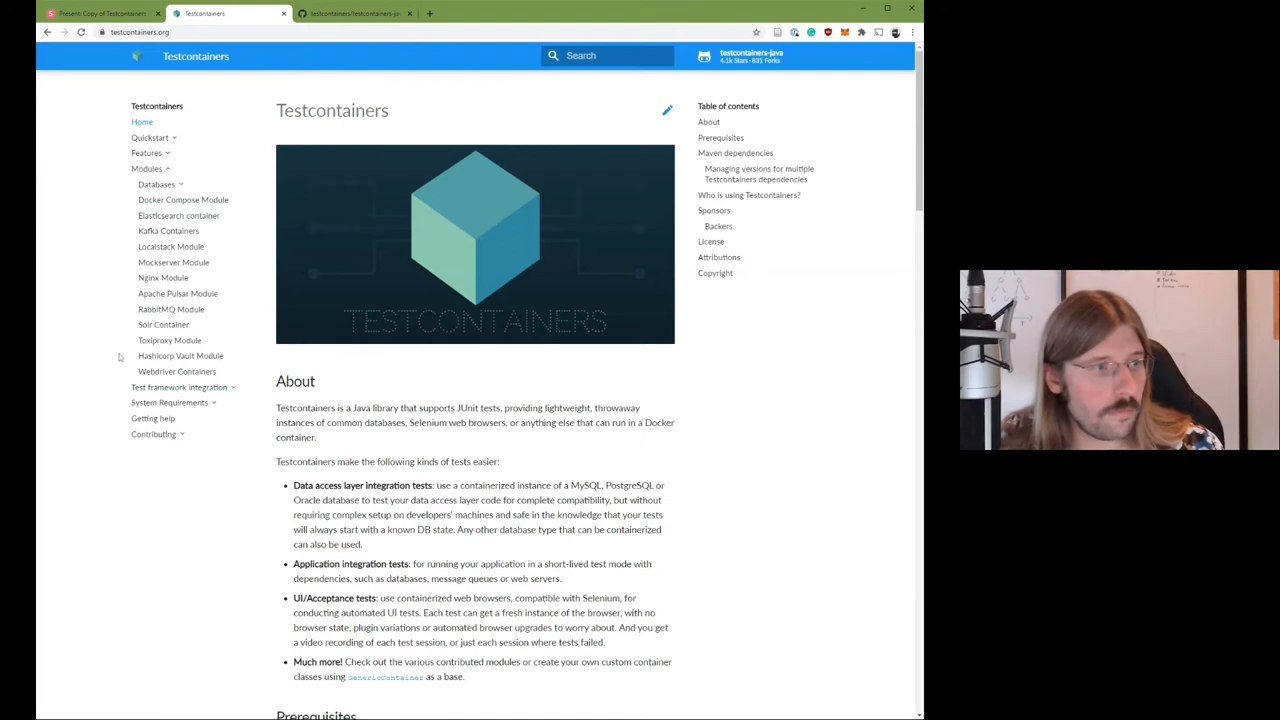 Present: Copy of Testcontainers
Testcontainers
testcontainers/testcontainers-ja
testcontainers.org
Testcontainers
Search
testcontainers-java
4.1k Stars · 831 Forks
Testcontainers
Home
Quickstart
Features
Modules
Databases
Docker Compose Module
Elasticsearch container
Kafka Containers
Localstack Module
Mockserver Module
Nginx Module
Apache Pulsar Module
RabbitMQ Module
Solr Container
Toxiproxy Module
Hashicorp Vault Module
Webdriver Containers
Test framework integration
System Requirements
Getting help
Contributing
Testcontainers
TESTCONTAINERS
About
Testcontainers is a Java library that supports JUnit tests, providing lightweight, throwaway
instances of common databases, Selenium web browsers, or anything else that can run in a Docker
container.
Testcontainers make the following kinds of tests easier:
• Data access layer integration tests: use a containerized instance of a MySQL, PostgreSQL or
Oracle database to test your data access layer code for complete compatibility, but without
requiring complex setup on developers' machines and safe in the knowledge that your tests
will always start with a known DB state. Any other database type that can be containerized
can also be used.
• Application integration tests: for running your application in a short-lived test mode with
dependencies, such as databases, message queues or web servers.
• UI/Acceptance tests: use containerized web browsers, compatible with Selenium, for
conducting automated UI tests. Each test can get a fresh instance of the browser, with no
browser state, plugin variations or automated browser upgrades to worry about. And you get
a video recording of each test session, or just each session where tests failed.
• Much more! Check out the various contributed modules or create your own custom container
classes using GenericContainer as a base.
Prerequisites
Table of contents
About
Prerequisites
Maven dependencies
Managing versions for multiple
Testcontainers dependencies
Who is using Testcontainers?
Sponsors
Backers
License
Attributions
Copyright